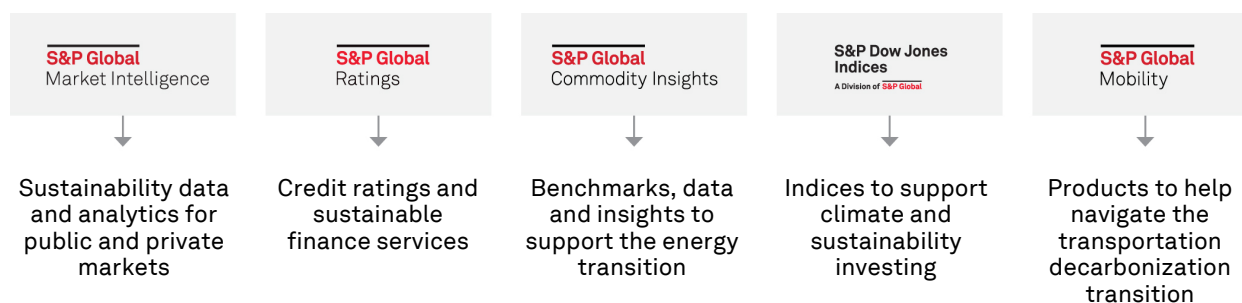 S&P Global
Market Intelligence
Sustainability data
and analytics for
public and private
markets
S&P Global
Ratings
Credit ratings and
sustainable
finance services
S&P Global
Commodity Insights
Benchmarks, data
and insights to
support the energy
transition
S&P Dow Jones
Indices
A Division of S&P Global
Indices to support
climate and
sustainability
investing
S&P Global
Mobility
Products to help
navigate the
transportation
decarbonization
transition